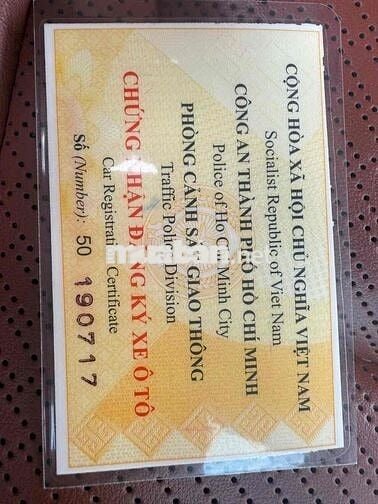 CỘNG HÒA XÃ HỘI CHỦ NGHĨA VIỆT NAM
Socialist Republic of Viet Nam
CÔNG AN THÀNH PHỐ HỒ CHÍ MINH
Police of Ho Chi Minh City
PHÒNG CẢNH SÁT GIAO THÔNG
Traffic Police Division
CHỨNG NHẬN ĐĂNG KÝ XE Ô TÔ
Car Registration Certificate
Số (Number): 50 190717
muaban.net